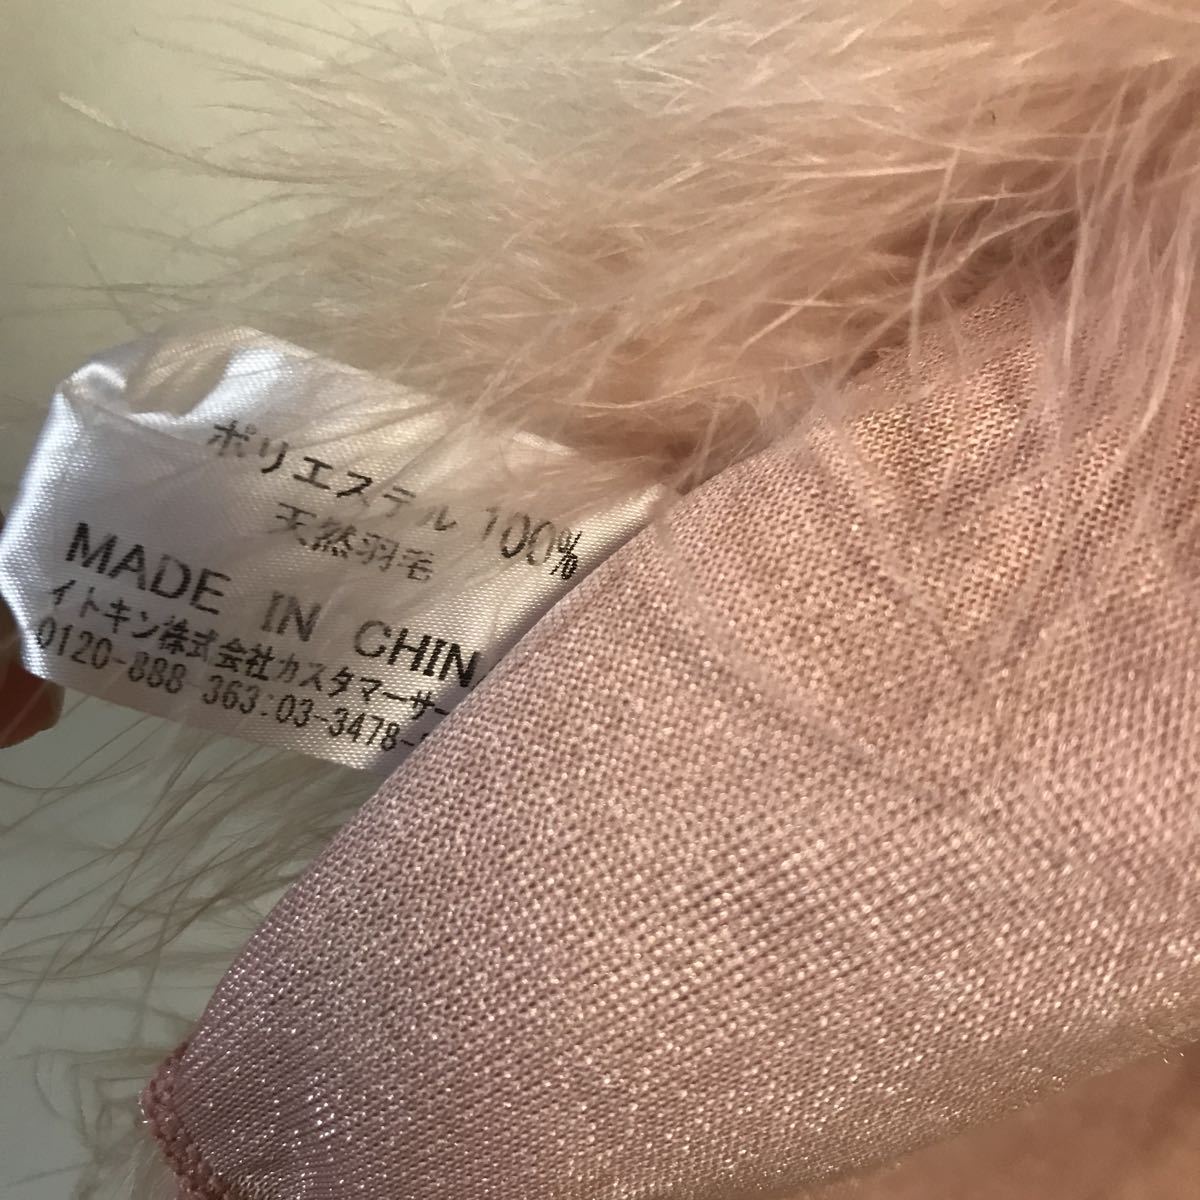 ポリエステル 100%
天然羽毛
MADE IN CHIN
イトキン株式会社カスタマーサー
0120-888 363:03-3478-